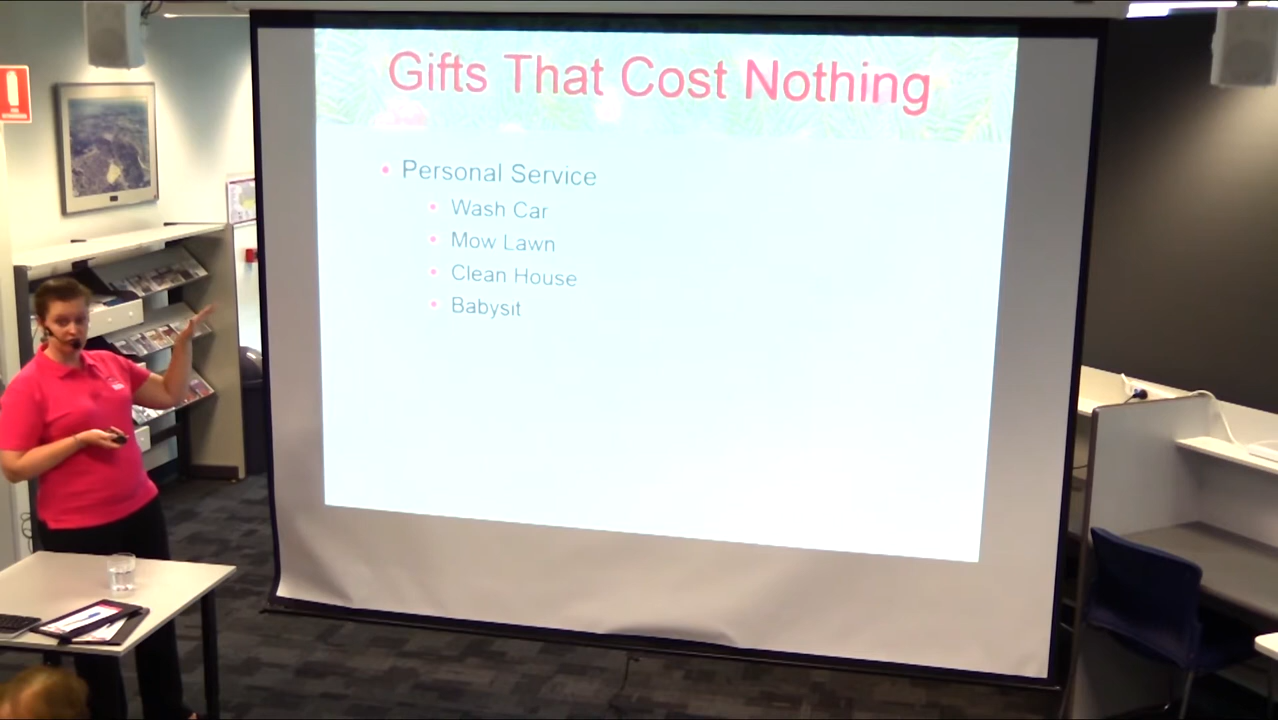 Gifts That Cost Nothing
Personal Service
Wash Car
Mow Lawn
Clean House
Babysit